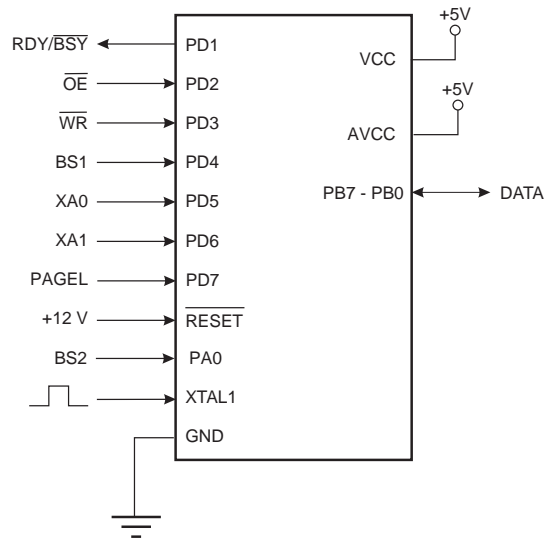 RDY/BSY PD1
OE PD2
WR PD3
BS1 PD4
XA0 PD5
XA1 PD6
PAGEL PD7
+12 V RESET
BS2 PA0
XTAL1
GND
+5V
VCC
+5V
AVCC
PB7 - PB0 DATA